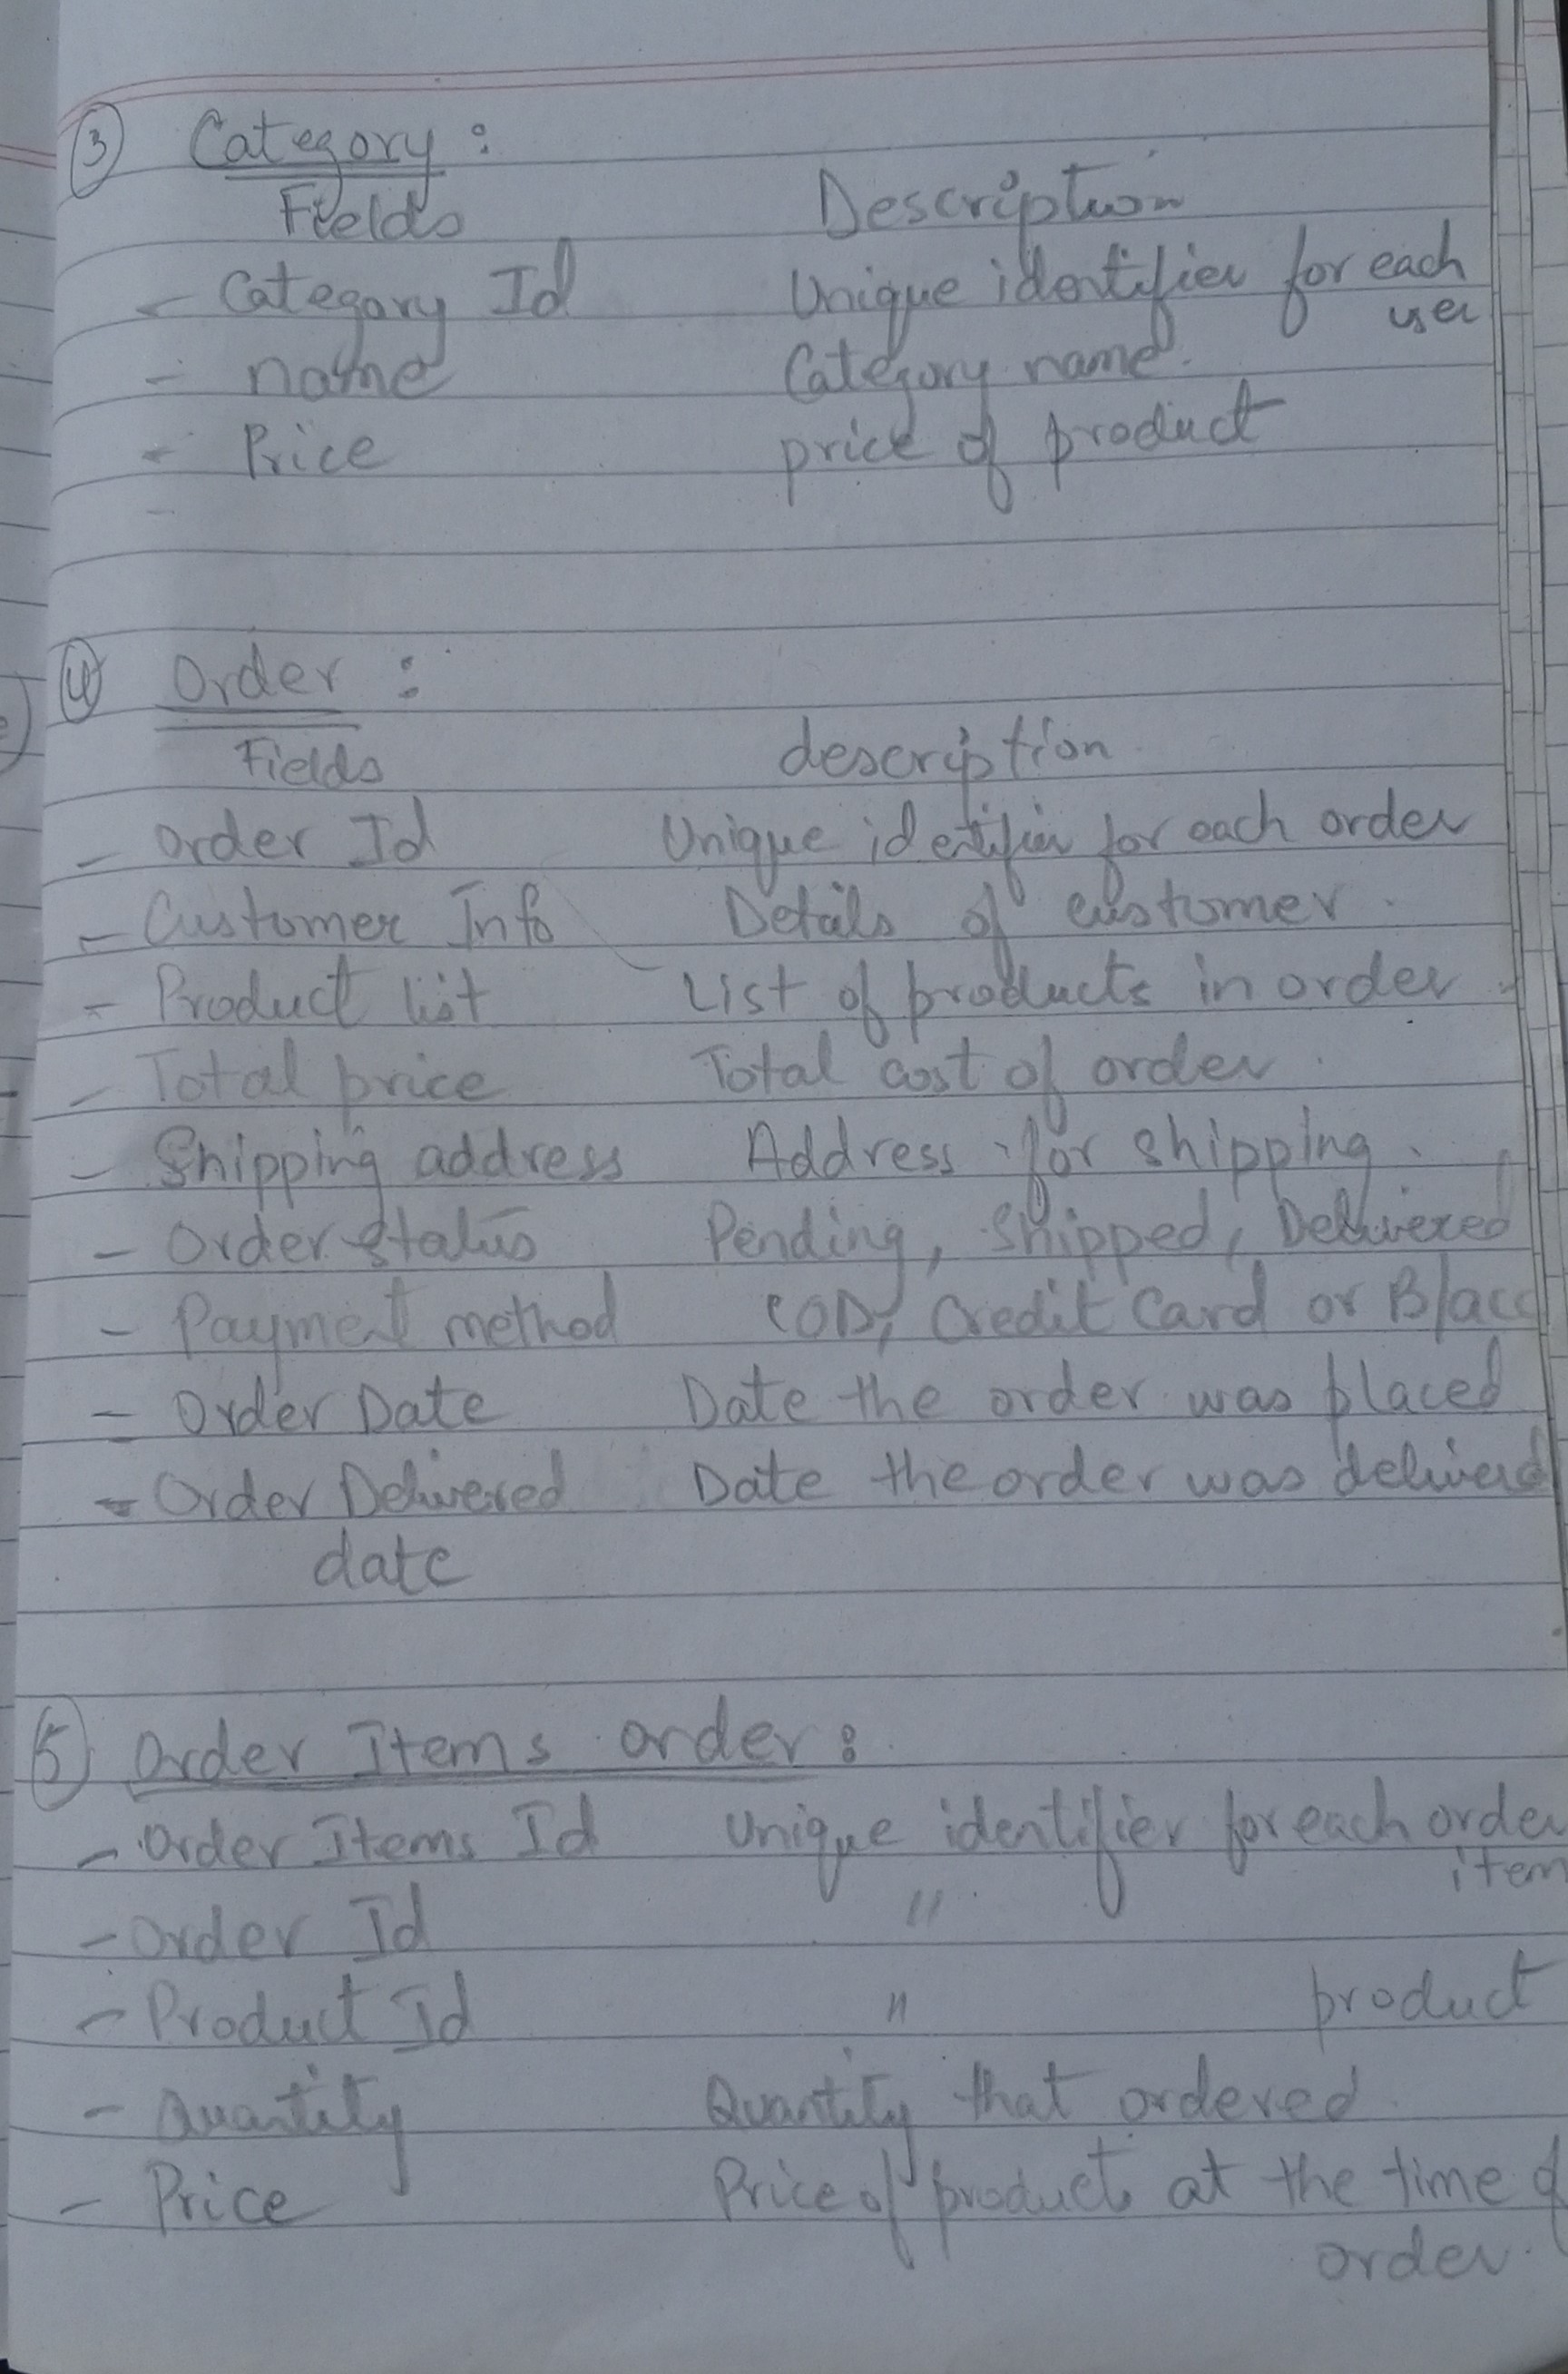 ③ Category :
Fields Description
- Category Id Unique identifier for each
user
- name Category name.
- Price price of product
-
④ Order :
Fields description
- Order Id Unique identifier for each order
- Customer Info Details of customer.
- Product list List of products in order
- Total price Total cost of order.
- Shipping address Address for shipping.
- Order status Pending, Shipped, Delivered
- Payment method COD, Credit Card or B/acc
- Order Date Date the order was placed
- Order Delivered Date the order was delivered
date
⑤ Order Items order :
- Order Items Id Unique identifier for each order
item
- Order Id "
- Product Id " product
- Quantity Quantity that ordered.
- Price Price of products at the time of
order.